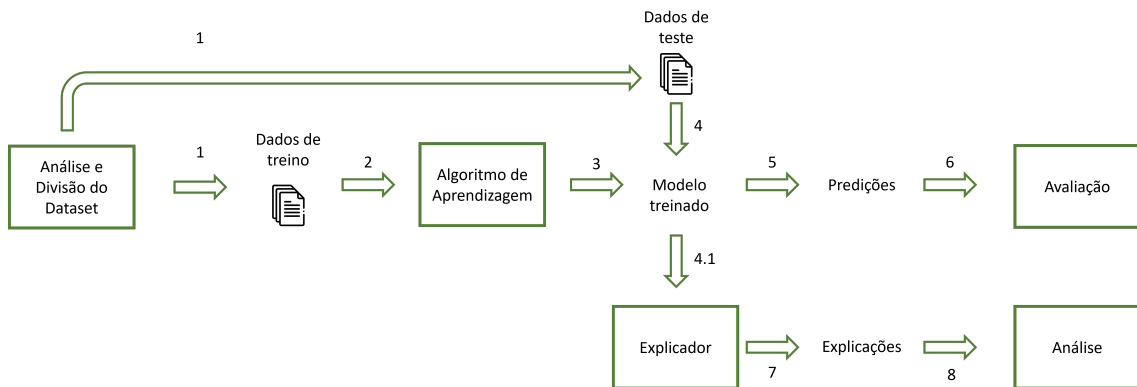 1
Dados de
teste
4
Análise e
Divisão do
Dataset
1
Dados de
treino
2
Algoritmo de
Aprendizagem
3
Modelo
treinado
5
Predições
6
Avaliação
4.1
Explicador
7
Explicações
8
Análise